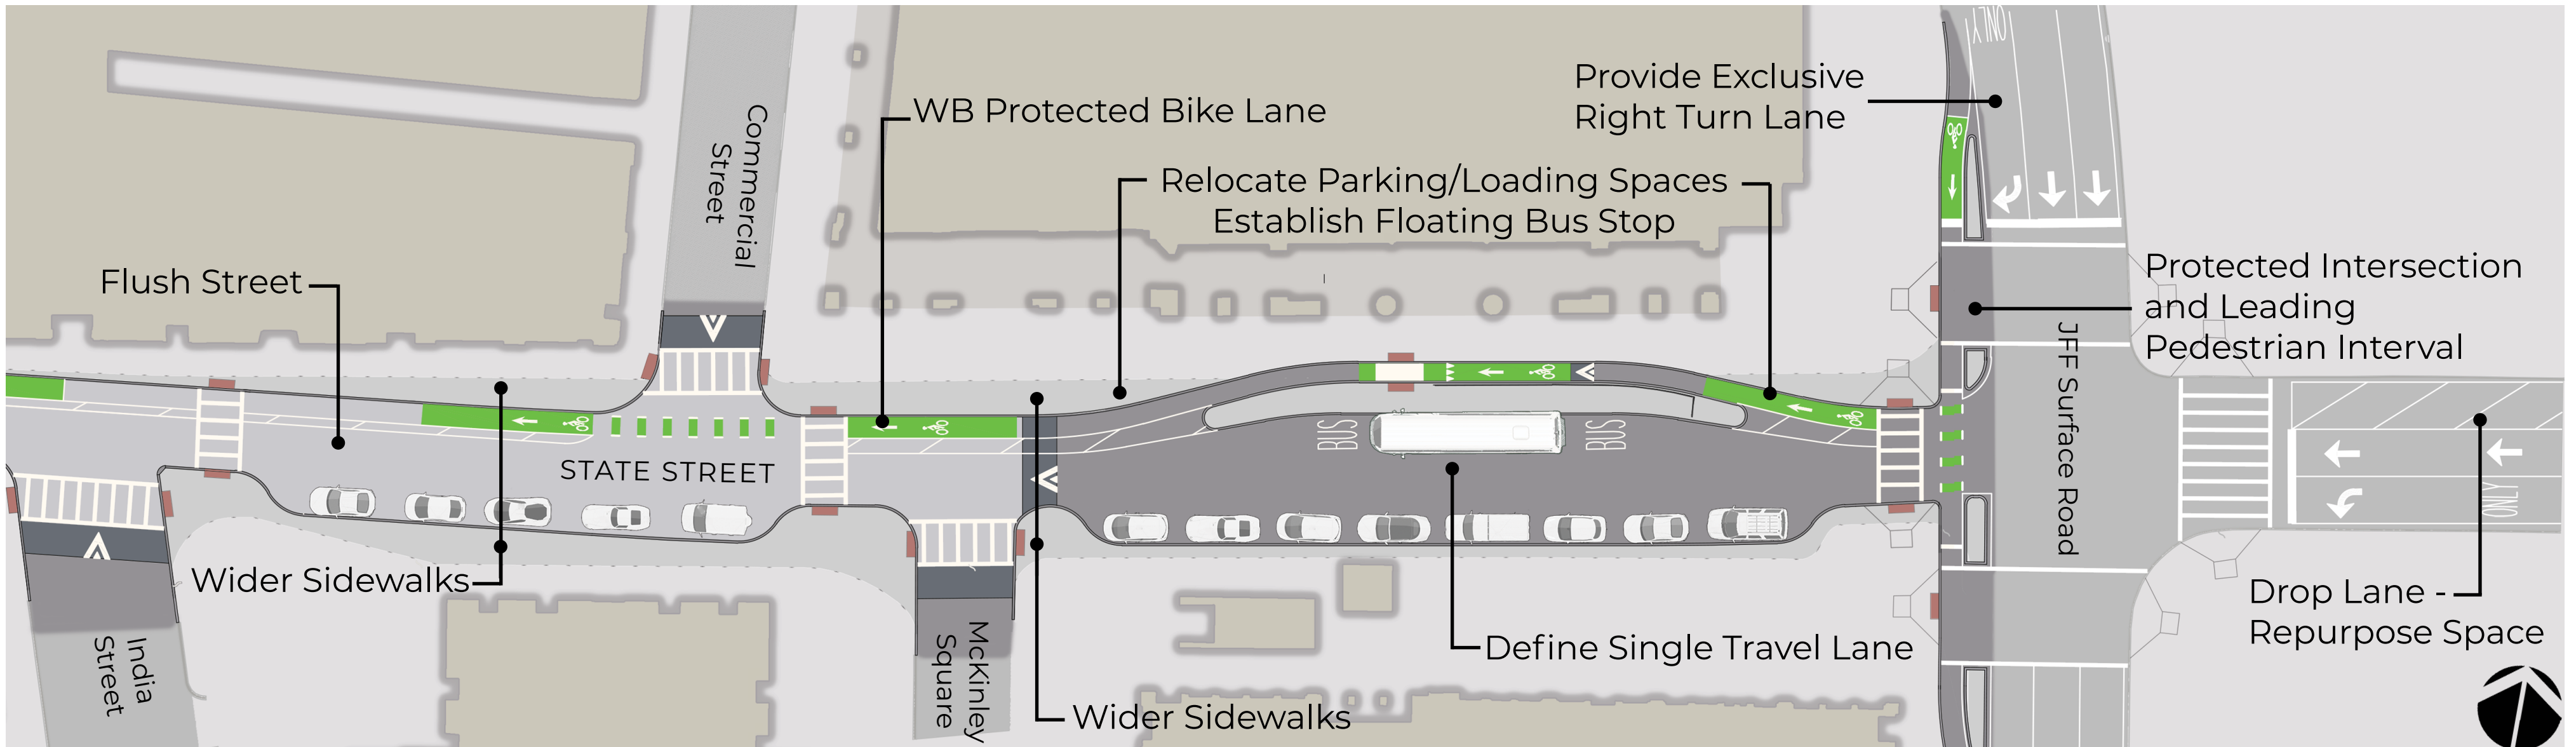 ONLY
Provide Exclusive
Right Turn Lane
WB Protected Bike Lane
Commercial
Street
Relocate Parking/Loading Spaces
Establish Floating Bus Stop
Flush Street
Protected Intersection
and Leading
Pedestrian Interval
JFF Surface Road
BUS
BUS
STATE STREET
ONLY
Wider Sidewalks
Drop Lane -
Repurpose Space
India
Street
McKinley
Square
Define Single Travel Lane
Wider Sidewalks